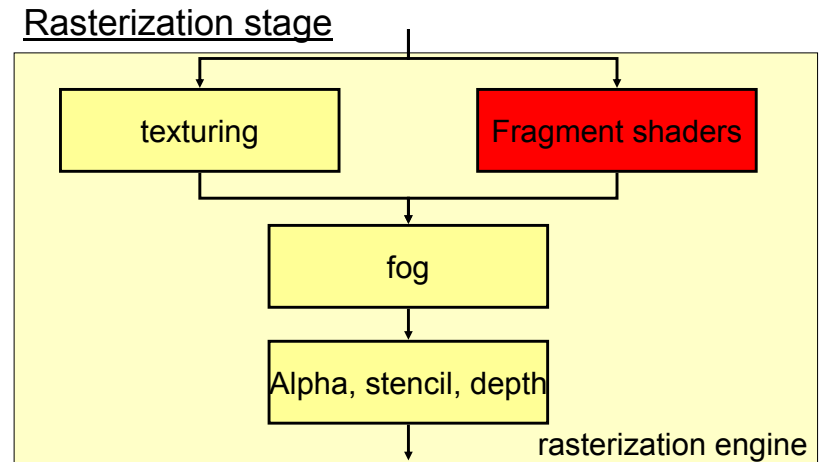 Rasterization stage
texturing
Fragment shaders
fog
Alpha, stencil, depth
rasterization engine